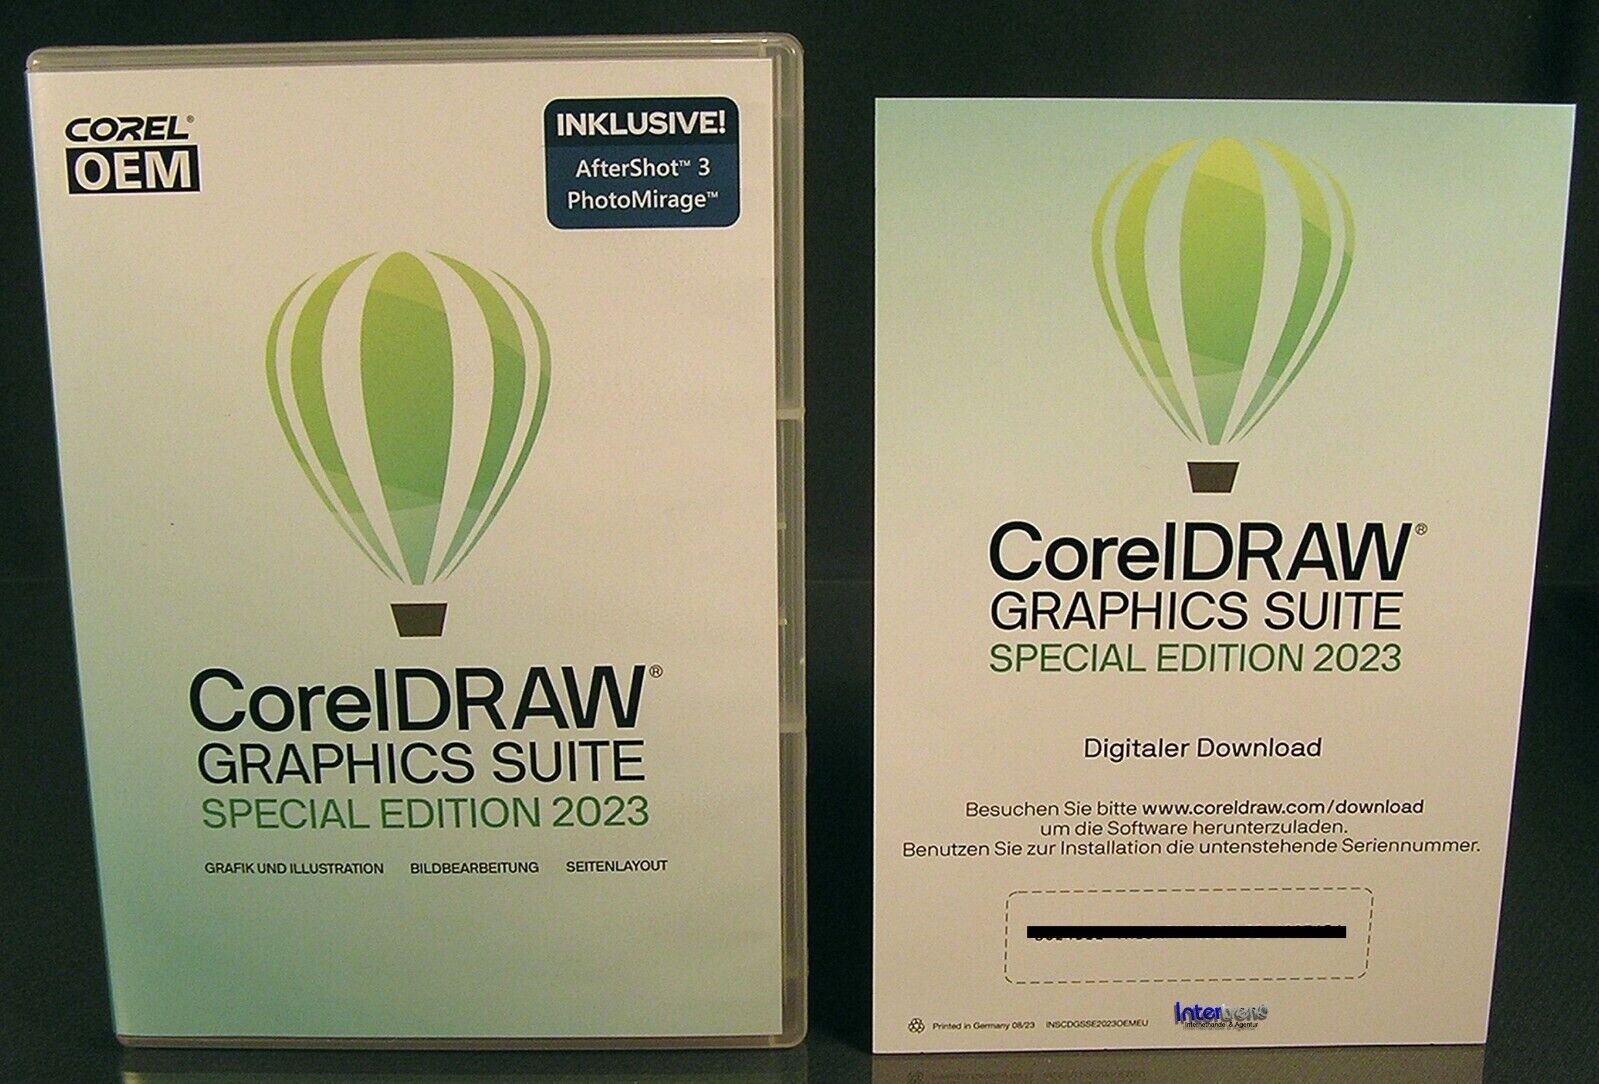 COREL®
OEM
INKLUSIVE!
AfterShot™ 3
PhotoMirage™
CorelDRAW®
GRAPHICS SUITE
SPECIAL EDITION 2023
GRAFIK UND ILLUSTRATION BILDBEARBEITUNG SEITENLAYOUT
CorelDRAW®
GRAPHICS SUITE
SPECIAL EDITION 2023
Digitaler Download
Besuchen Sie bitte www.coreldraw.com/download
um die Software herunterzuladen.
Benutzen Sie zur Installation die untenstehende Seriennummer.
Printed in Germany 08/23 INSCDGSSE2023OEMEU
Internethandel & Agentur